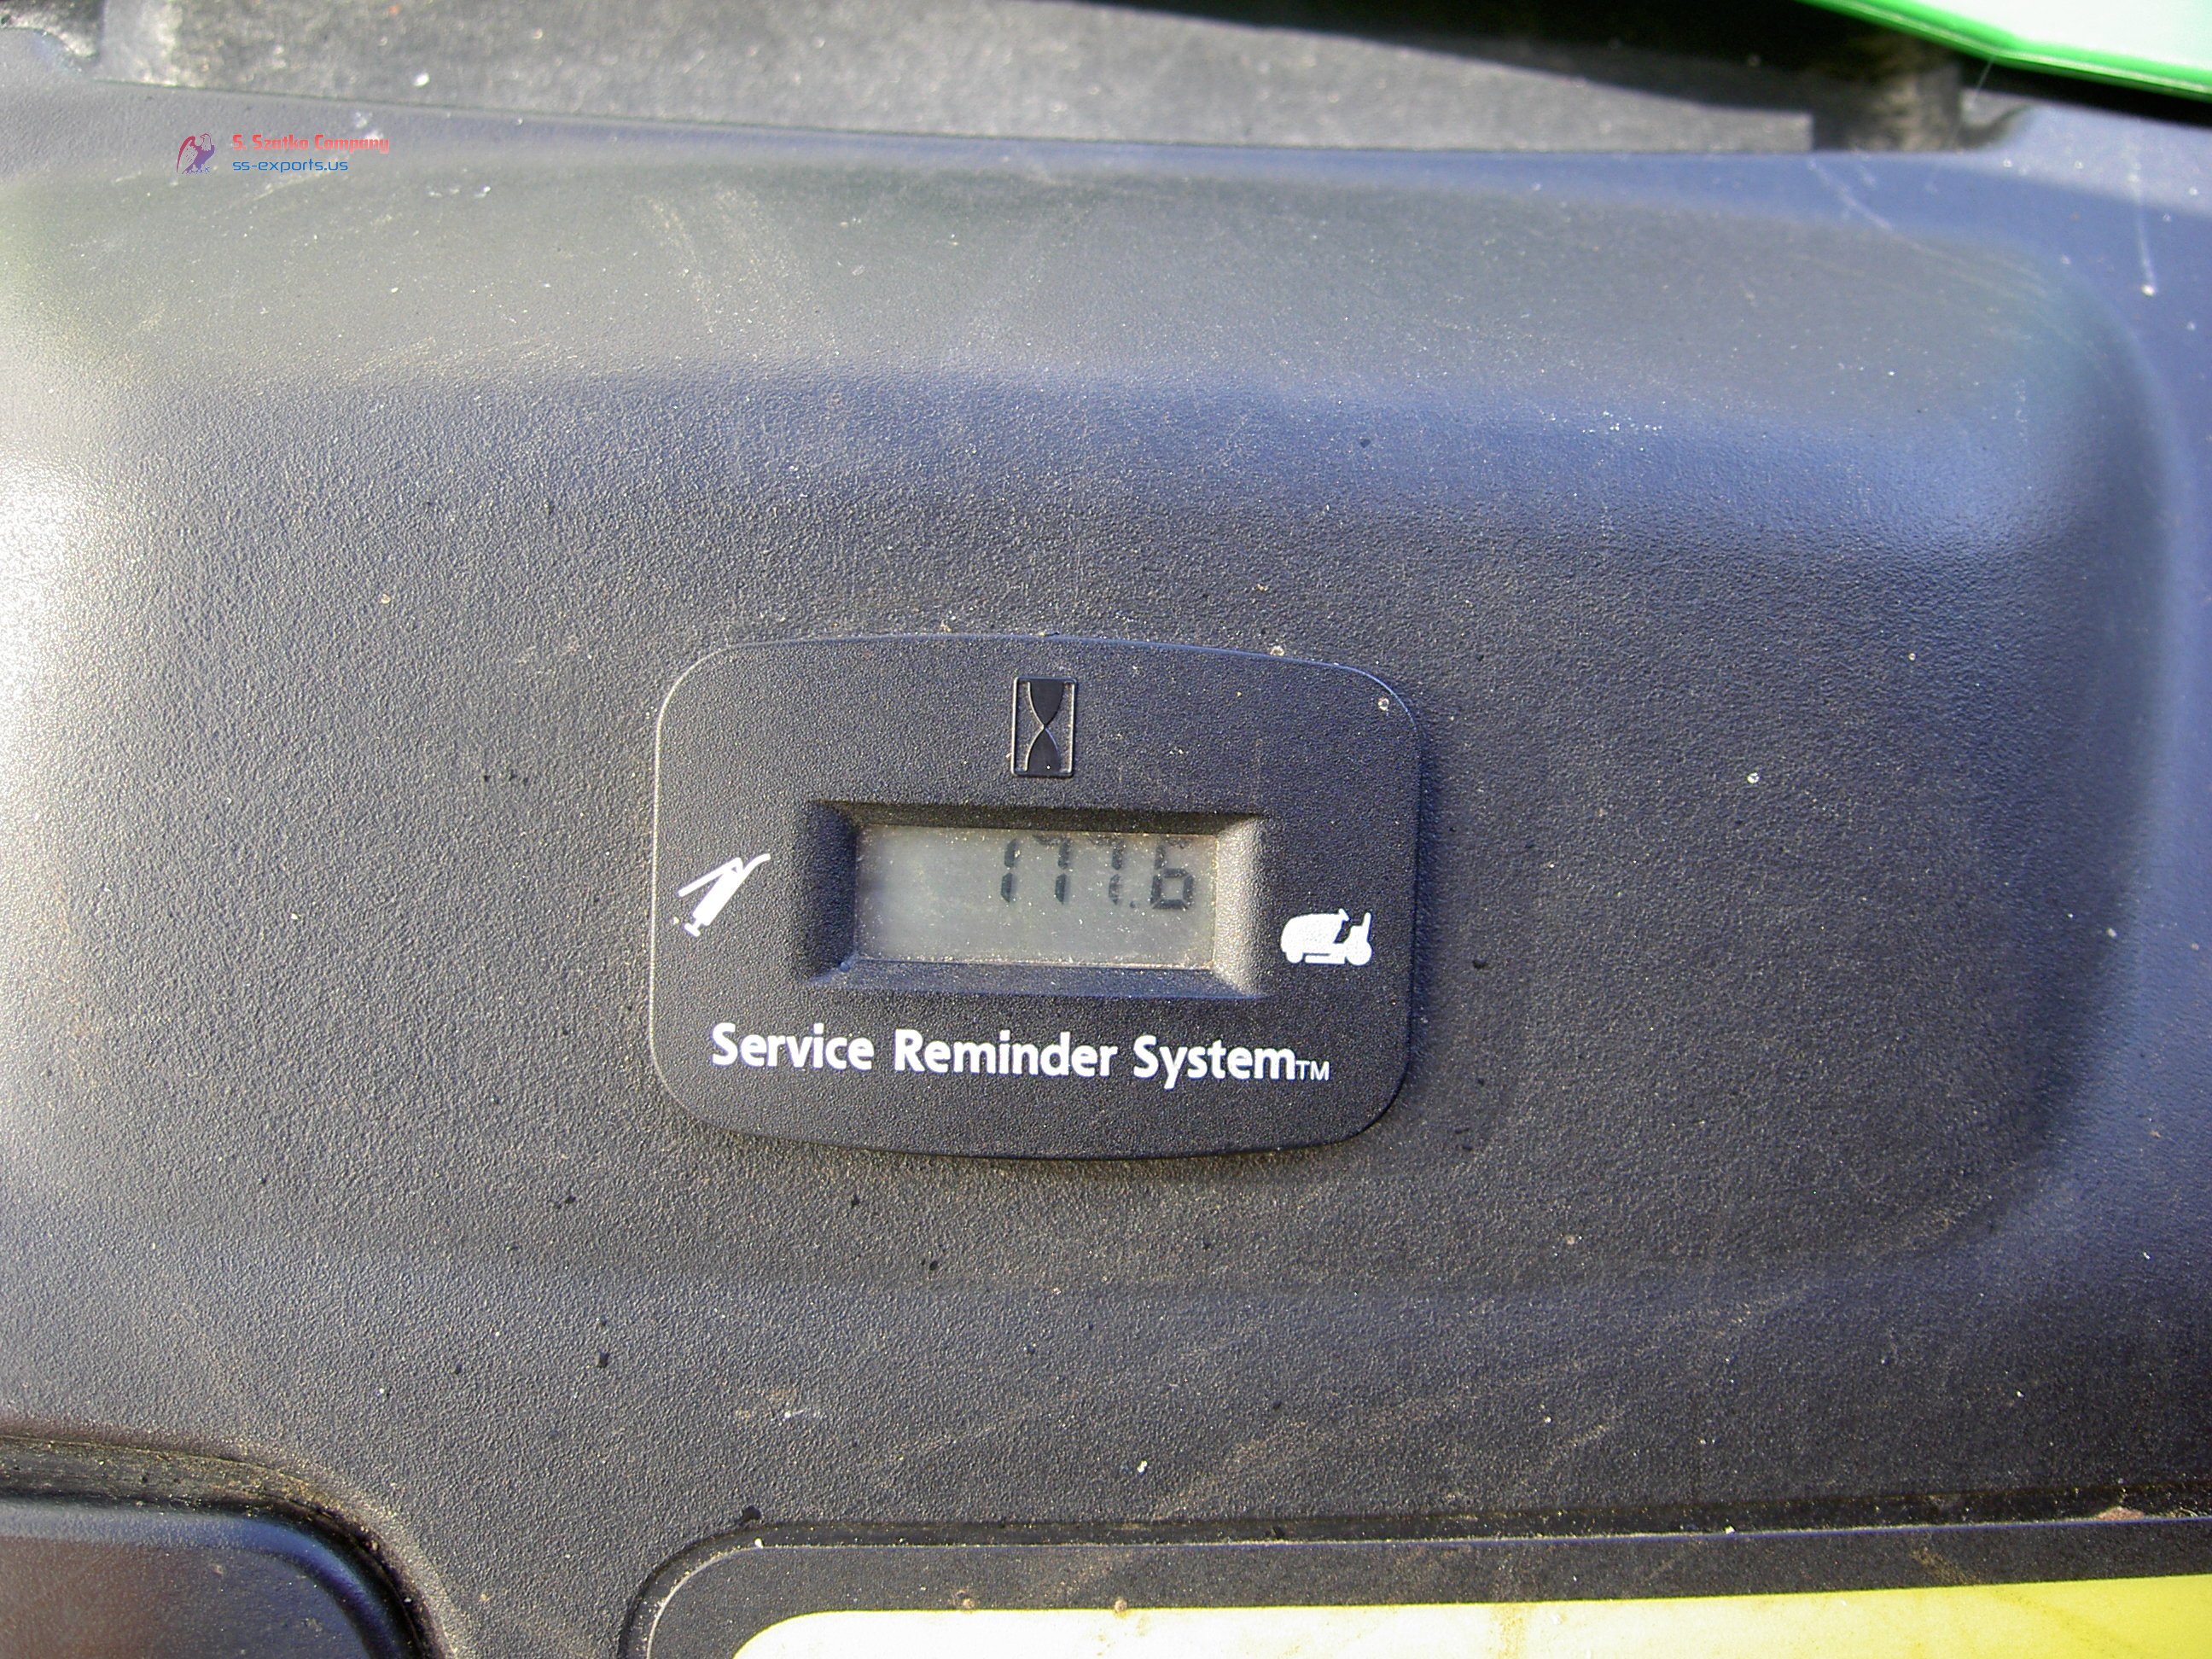 S. Szatko Company
ss-exports.us
177.6
Service Reminder System™